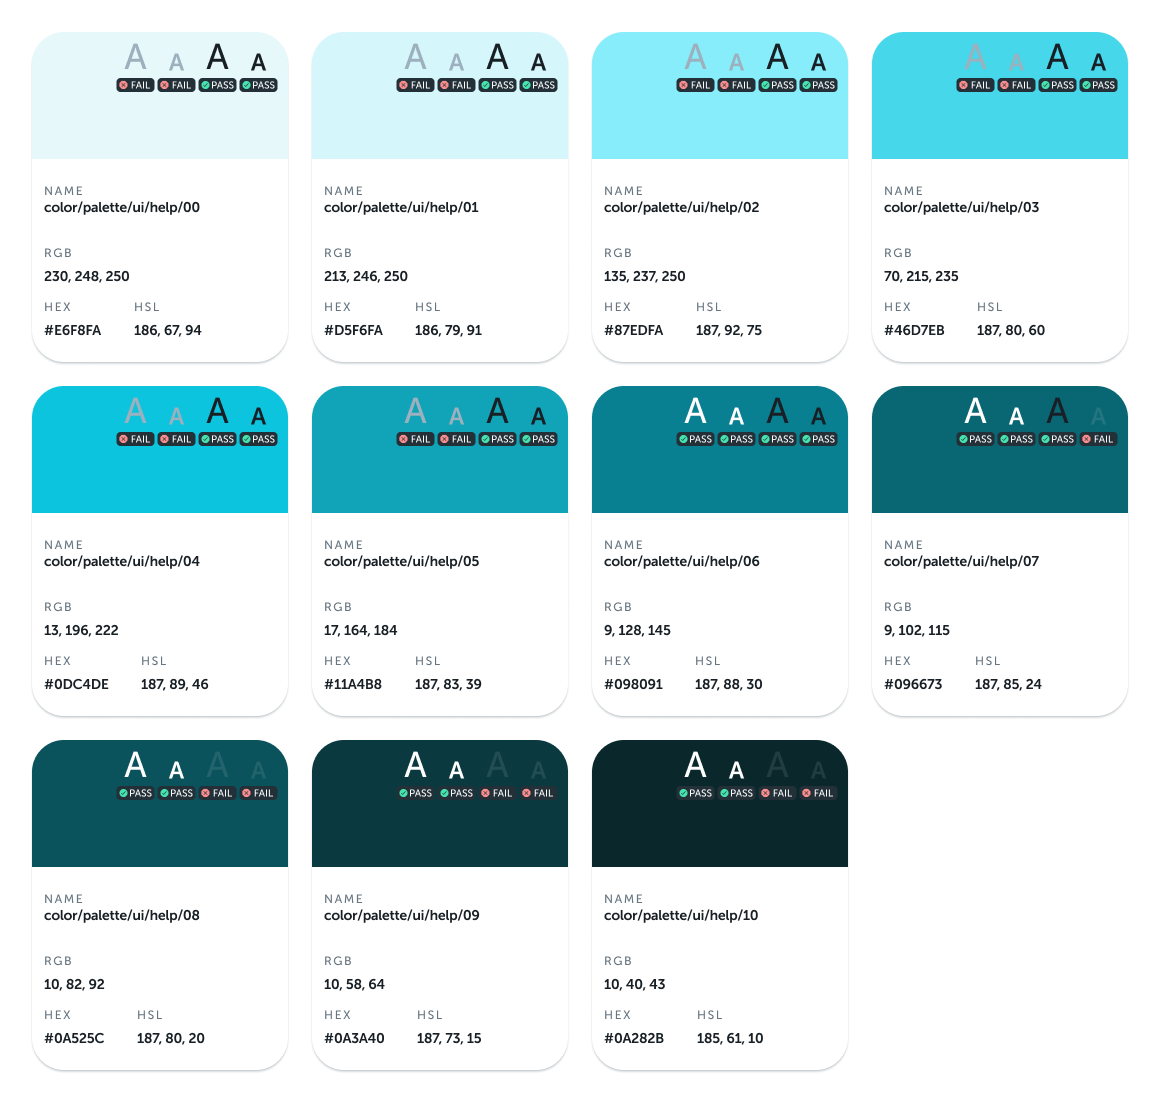 A A A A
FAIL FAIL PASS PASS
NAME
color/palette/ui/help/00
RGB
230, 248, 250
HEX HSL
#E6F8FA 186, 67, 94
A A A A
FAIL FAIL PASS PASS
NAME
color/palette/ui/help/01
RGB
213, 246, 250
HEX HSL
#D5F6FA 186, 79, 91
A A A A
FAIL FAIL PASS PASS
NAME
color/palette/ui/help/02
RGB
135, 237, 250
HEX HSL
#87EDFA 187, 92, 75
A A A A
FAIL FAIL PASS PASS
NAME
color/palette/ui/help/03
RGB
70, 215, 235
HEX HSL
#46D7EB 187, 80, 60
A A A A
FAIL FAIL PASS PASS
NAME
color/palette/ui/help/04
RGB
13, 196, 222
HEX HSL
#0DC4DE 187, 89, 46
A A A A
FAIL FAIL PASS PASS
NAME
color/palette/ui/help/05
RGB
17, 164, 184
HEX HSL
#11A4B8 187, 83, 39
A A A A
PASS PASS PASS PASS
NAME
color/palette/ui/help/06
RGB
9, 128, 145
HEX HSL
#098091 187, 88, 30
A A A A
PASS PASS PASS FAIL
NAME
color/palette/ui/help/07
RGB
9, 102, 115
HEX HSL
#096673 187, 85, 24
A A A A
PASS PASS FAIL FAIL
NAME
color/palette/ui/help/08
RGB
10, 82, 92
HEX HSL
#0A525C 187, 80, 20
A A A A
PASS PASS FAIL FAIL
NAME
color/palette/ui/help/09
RGB
10, 58, 64
HEX HSL
#0A3A40 187, 73, 15
A A A A
PASS PASS FAIL FAIL
NAME
color/palette/ui/help/10
RGB
10, 40, 43
HEX HSL
#0A282B 185, 61, 10